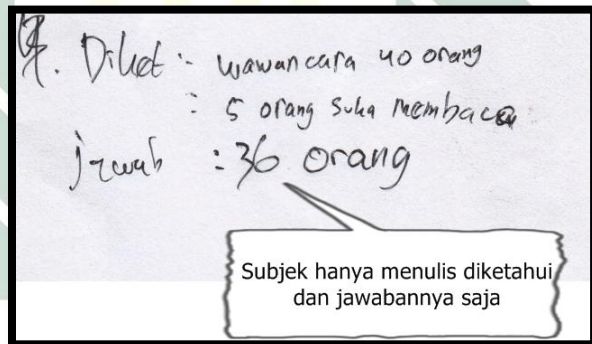 4. Diket : wawancara 40 orang
: 5 orang suka membaca
jawab : 36 orang
Subjek hanya menulis diketahui
dan jawabannya saja